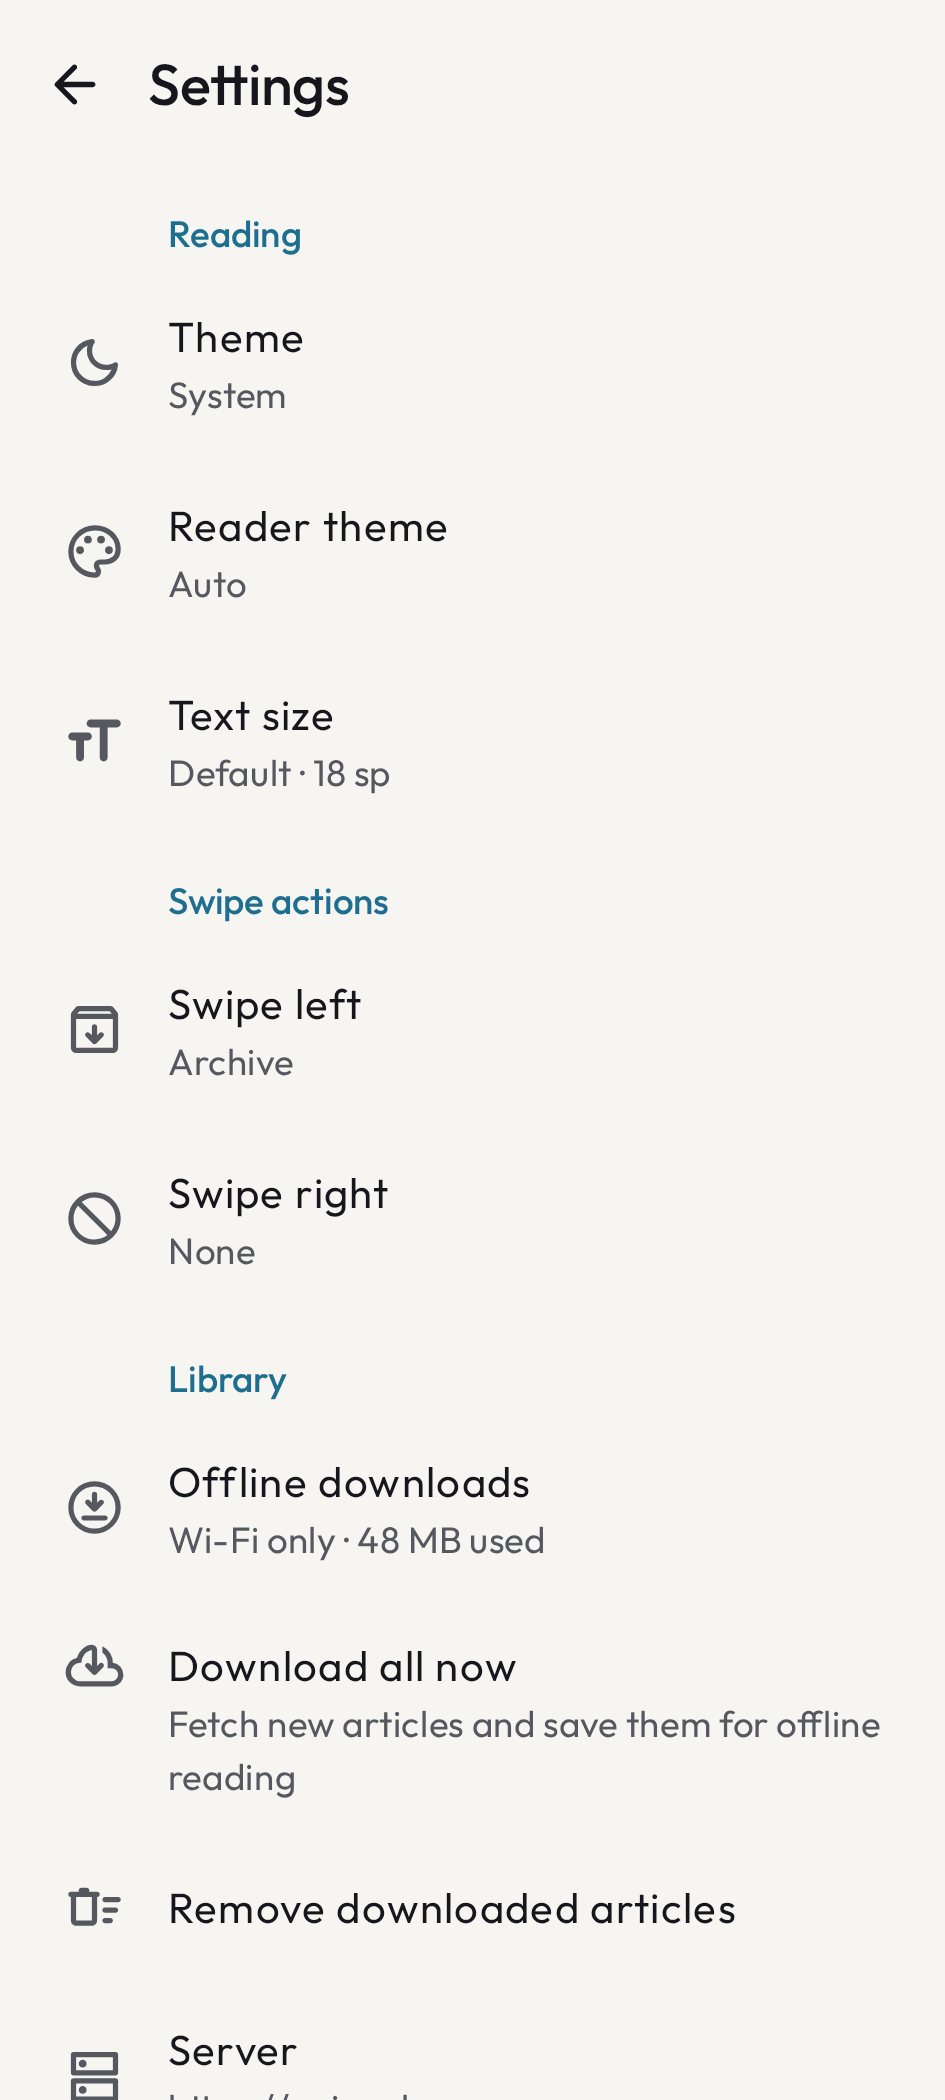 Settings
Reading
Theme
System
Reader theme
Auto
Text size
Default · 18 sp
Swipe actions
Swipe left
Archive
Swipe right
None
Library
Offline downloads
Wi-Fi only · 48 MB used
Download all now
Fetch new articles and save them for offline
reading
Remove downloaded articles
Server